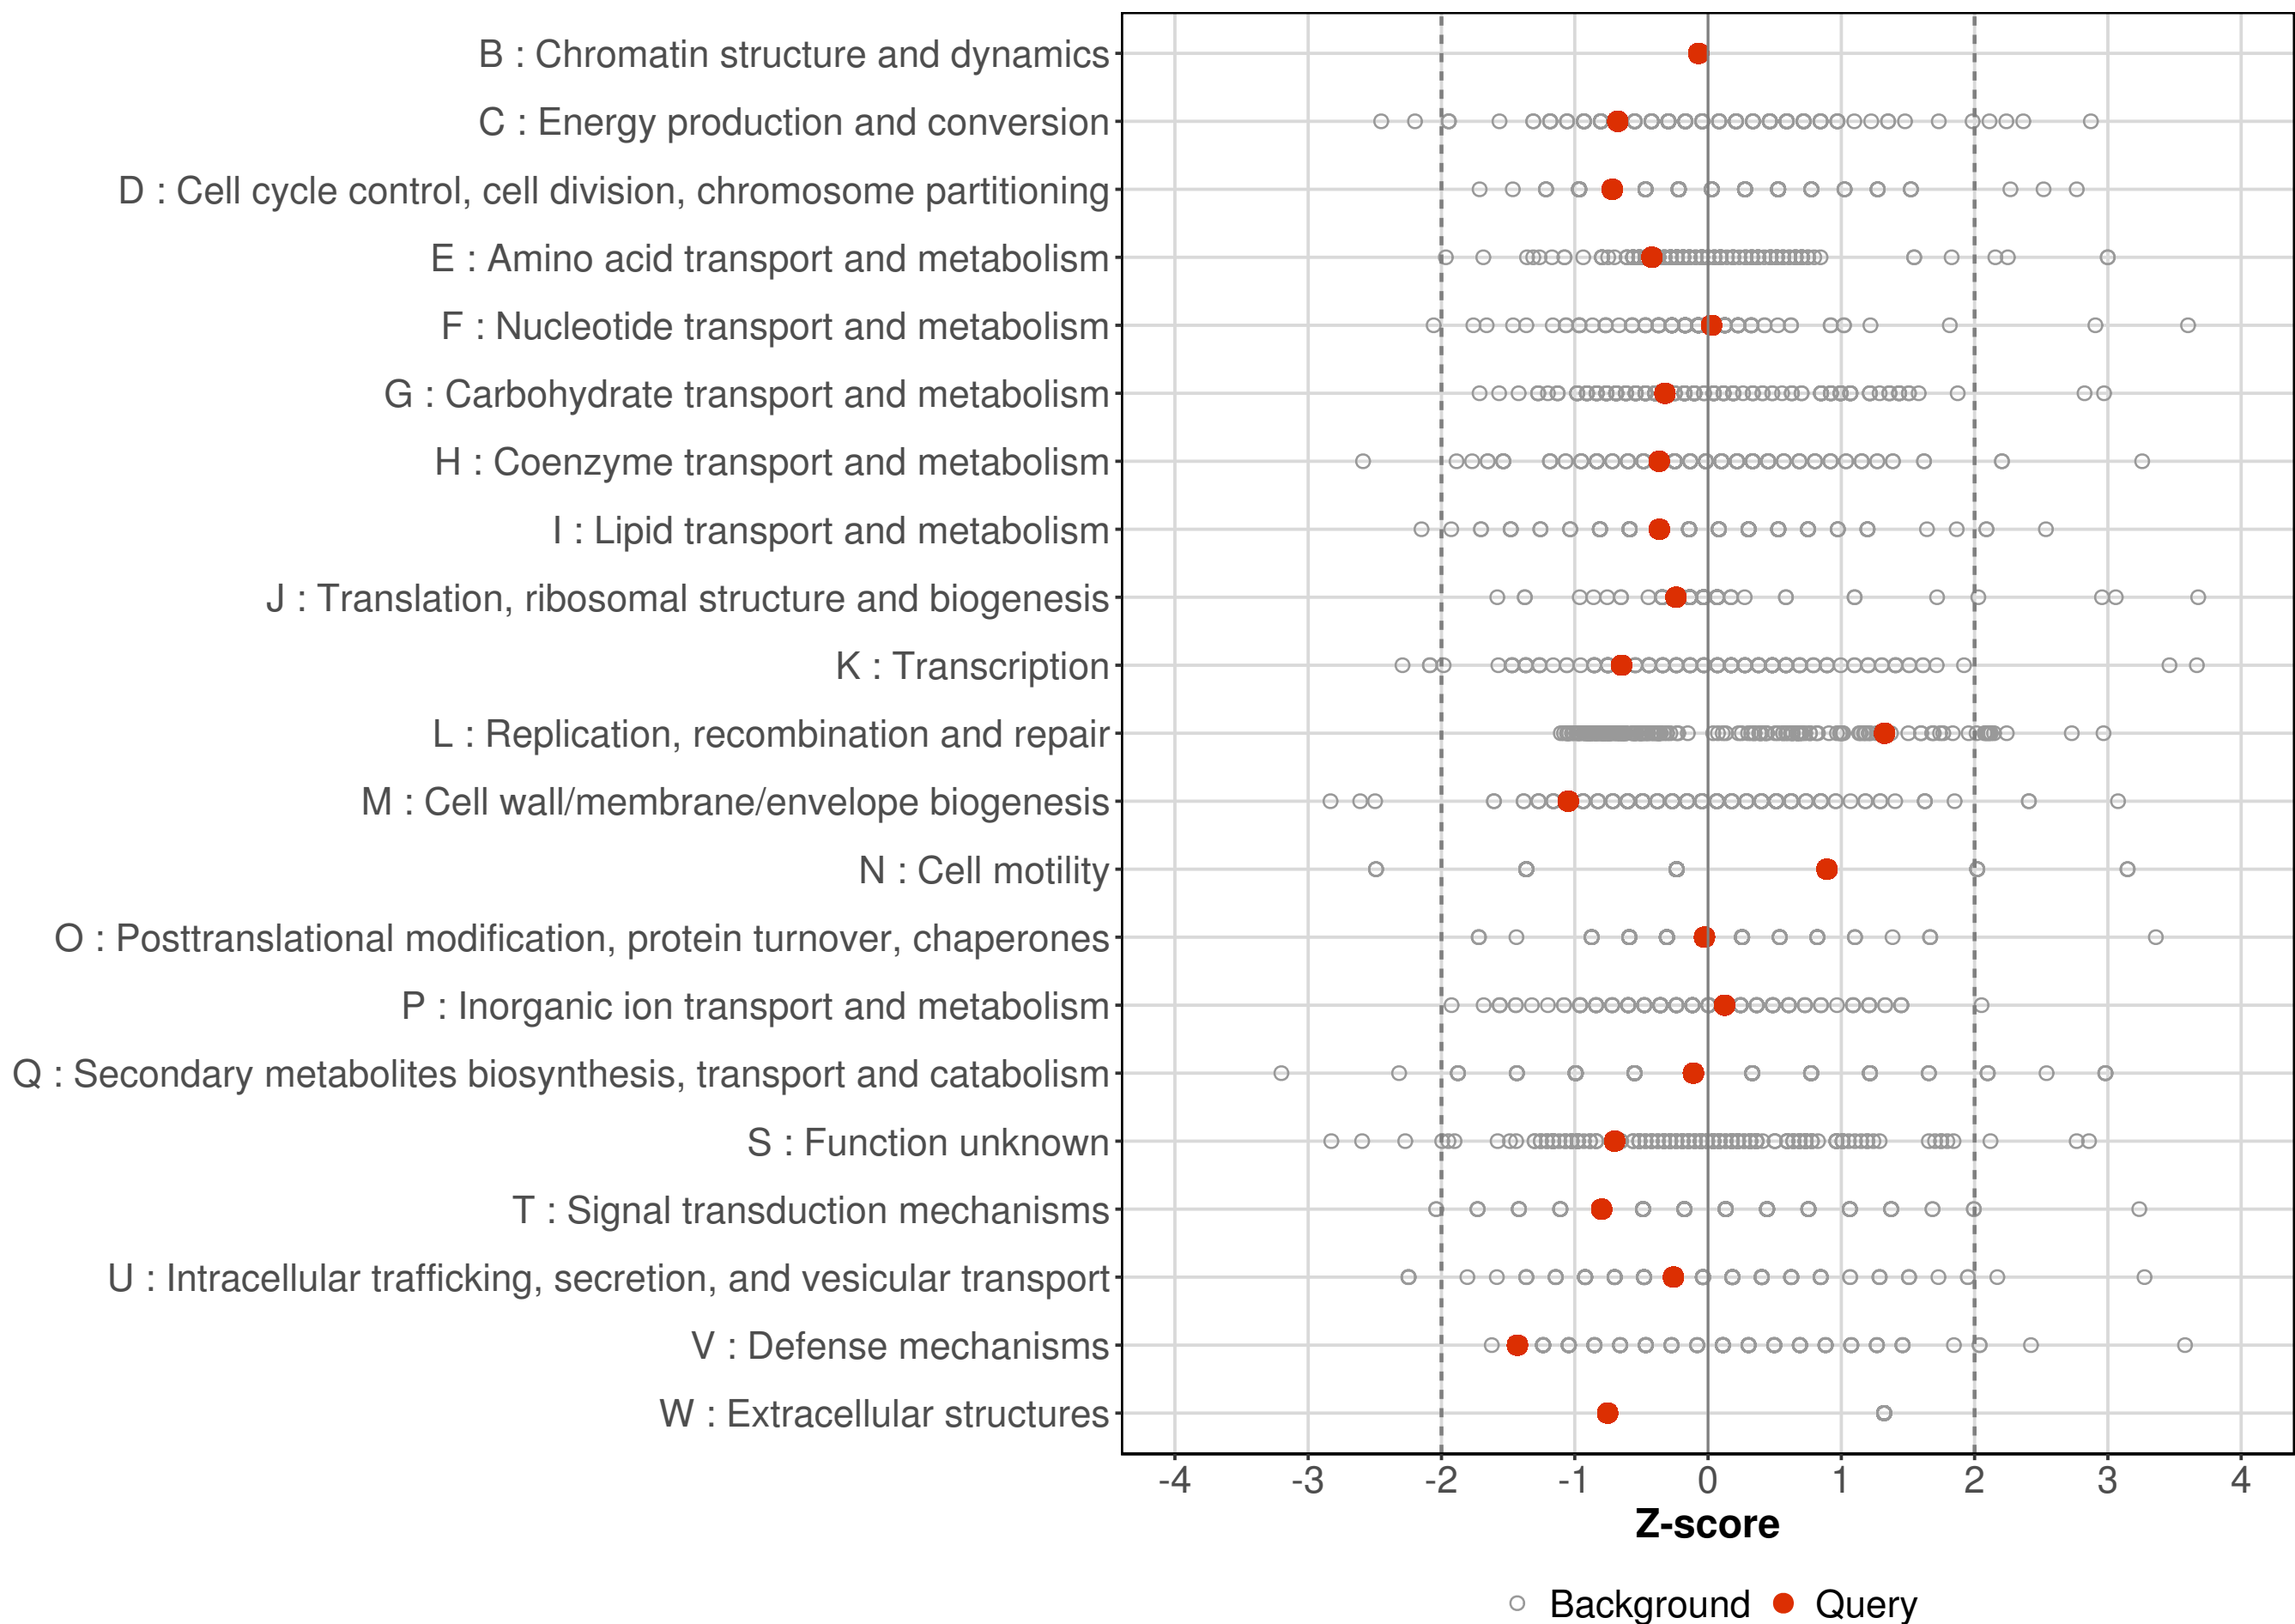 B : Chromatin structure and dynamics
C : Energy production and conversion
D : Cell cycle control, cell division, chromosome partitioning
E : Amino acid transport and metabolism
F : Nucleotide transport and metabolism
G : Carbohydrate transport and metabolism
H : Coenzyme transport and metabolism
I : Lipid transport and metabolism
J : Translation, ribosomal structure and biogenesis
K : Transcription
L : Replication, recombination and repair
M : Cell wall/membrane/envelope biogenesis
N : Cell motility
O : Posttranslational modification, protein turnover, chaperones
P : Inorganic ion transport and metabolism
Q : Secondary metabolites biosynthesis, transport and catabolism
S : Function unknown
T : Signal transduction mechanisms
U : Intracellular trafficking, secretion, and vesicular transport
V : Defense mechanisms
W : Extracellular structures
-4 -3 -2 -1 0 1 2 3 4
Z-score
Background Query